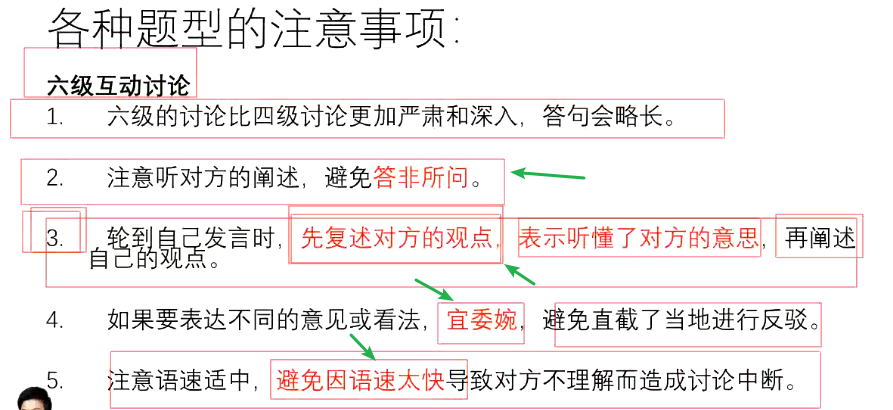 各种题型的注意事项：
六级互动讨论
1. 六级的讨论比四级讨论更加严肃和深入，答句会略长。
2. 注意听对方的阐述，避免答非所问。
3. 轮到自己发言时，先复述对方的观点，表示听懂了对方的意思，再阐述
自己的观点。
4. 如果要表达不同的意见或看法，宜委婉，避免直截了当地进行反驳。
5. 注意语速适中，避免因语速太快导致对方不理解而造成讨论中断。